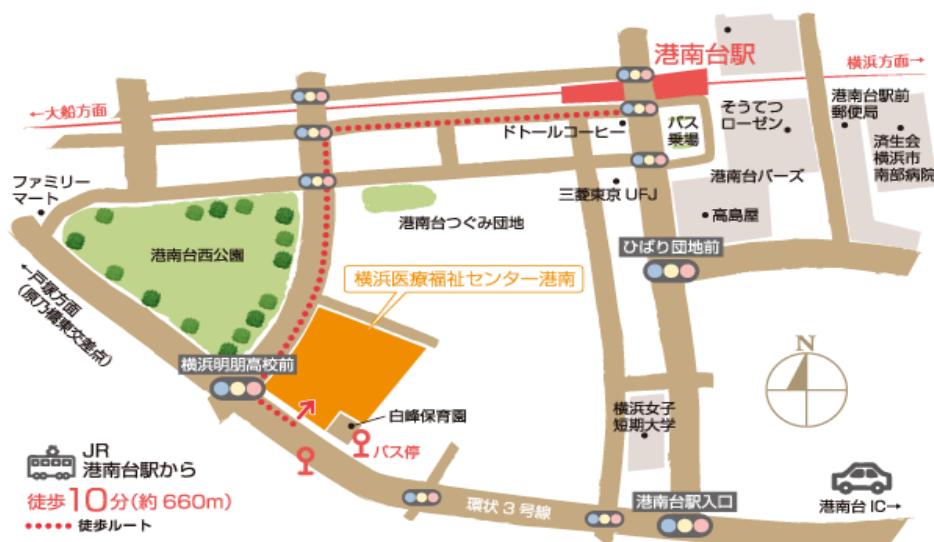 港南台駅
横浜方面→
←大船方面
そうてつ
ローゼン
港南台駅前
郵便局
ドトールコーヒー
バス
乗場
済生会
横浜市
南部病院
ファミリー
マート
三菱東京UFJ
港南台バーズ
港南台つぐみ団地
高島屋
港南台西公園
ひばり団地前
横浜医療福祉センター港南
←戸塚方面
(原乃橋東交差点)
N
横浜明朋高校前
白峰保育園
横浜女子
短期大学
バス停
JR
港南台駅から
徒歩10分(約660m)
徒歩ルート
環状3号線
港南台駅入口
港南台IC→